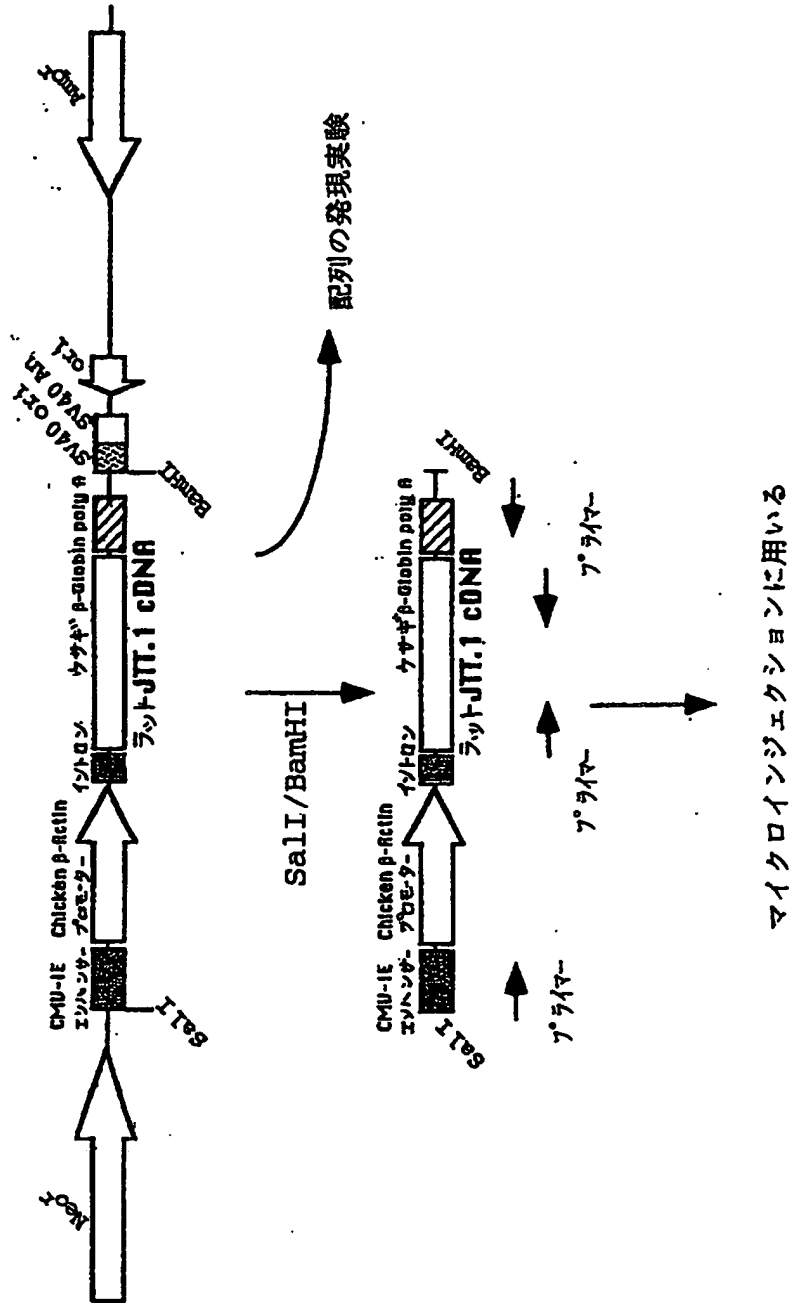 Neoʳ
SalI
CMV-IE
エンハンサー
Chicken β-Actin
プロモーター
イントロン
ウサギβ-Globin poly A
ラットJTT.1 cDNA
BamHI
SV40 ori
SV40 An
ori
Ampʳ
SalI/BamHI
配列の発現実験
SalI
CMV-IE
エンハンサー
Chicken β-Actin
プロモーター
イントロン
ウサギβ-Globin poly A
ラットJTT.1 cDNA
BamHI
プライマー
プライマー
プライマー
マイクロインジェクションに用いる